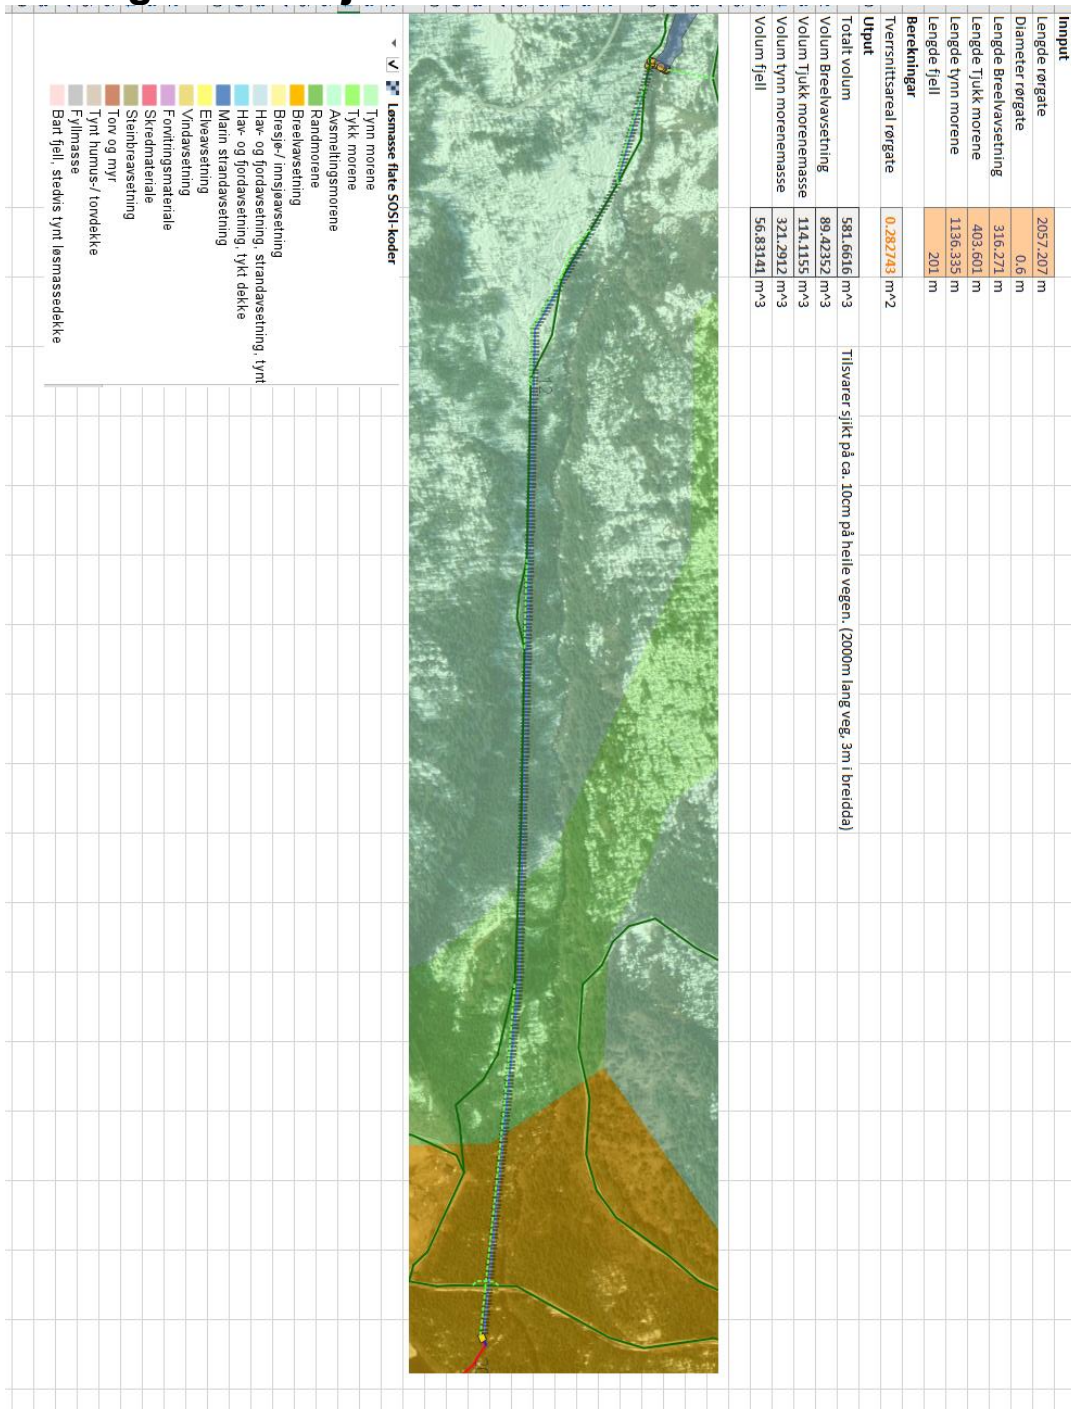 Innput
Lengde rørgate 2057.207 m
Diameter rørgate 0.6 m
Lengde Breelvavsetning 316.271 m
Lengde Tjukk morene 403.601 m
Lengde tynn morene 1136.335 m
Lengde fjell 201 m
Berekningar
Tverrsnittsareal rørgate 0.282743 m^2
Utput
Totalt volum 581.6616 m^3 Tilsvarer sjikt på ca. 10cm på heile vegen. (2000m lang veg, 3m i breidda)
Volum Breelvavsetning 89.42352 m^3
Volum Tjukk morenemasse 114.1155 m^3
Volum tynn morenemasse 321.2912 m^3
Volum fjell 56.83141 m^3
Løsmasse flate SOSI-koder
Tynn morene
Tykk morene
Avsmeltingsmorene
Randmorene
Breelvavsetning
Bresjø-/ innsjøavsetning
Hav- og fjordavsetning, strandavsetning, tynt
Hav- og fjordavsetning, tykt dekke
Marin strandavsetning
Elveavsetning
Vindavsetning
Forvitringsmateriale
Skredmateriale
Steinbreavsetning
Torv og myr
Tynt humus-/ torvdekke
Fyllmasse
Bart fjell, stedvis tynt løsmassedekke